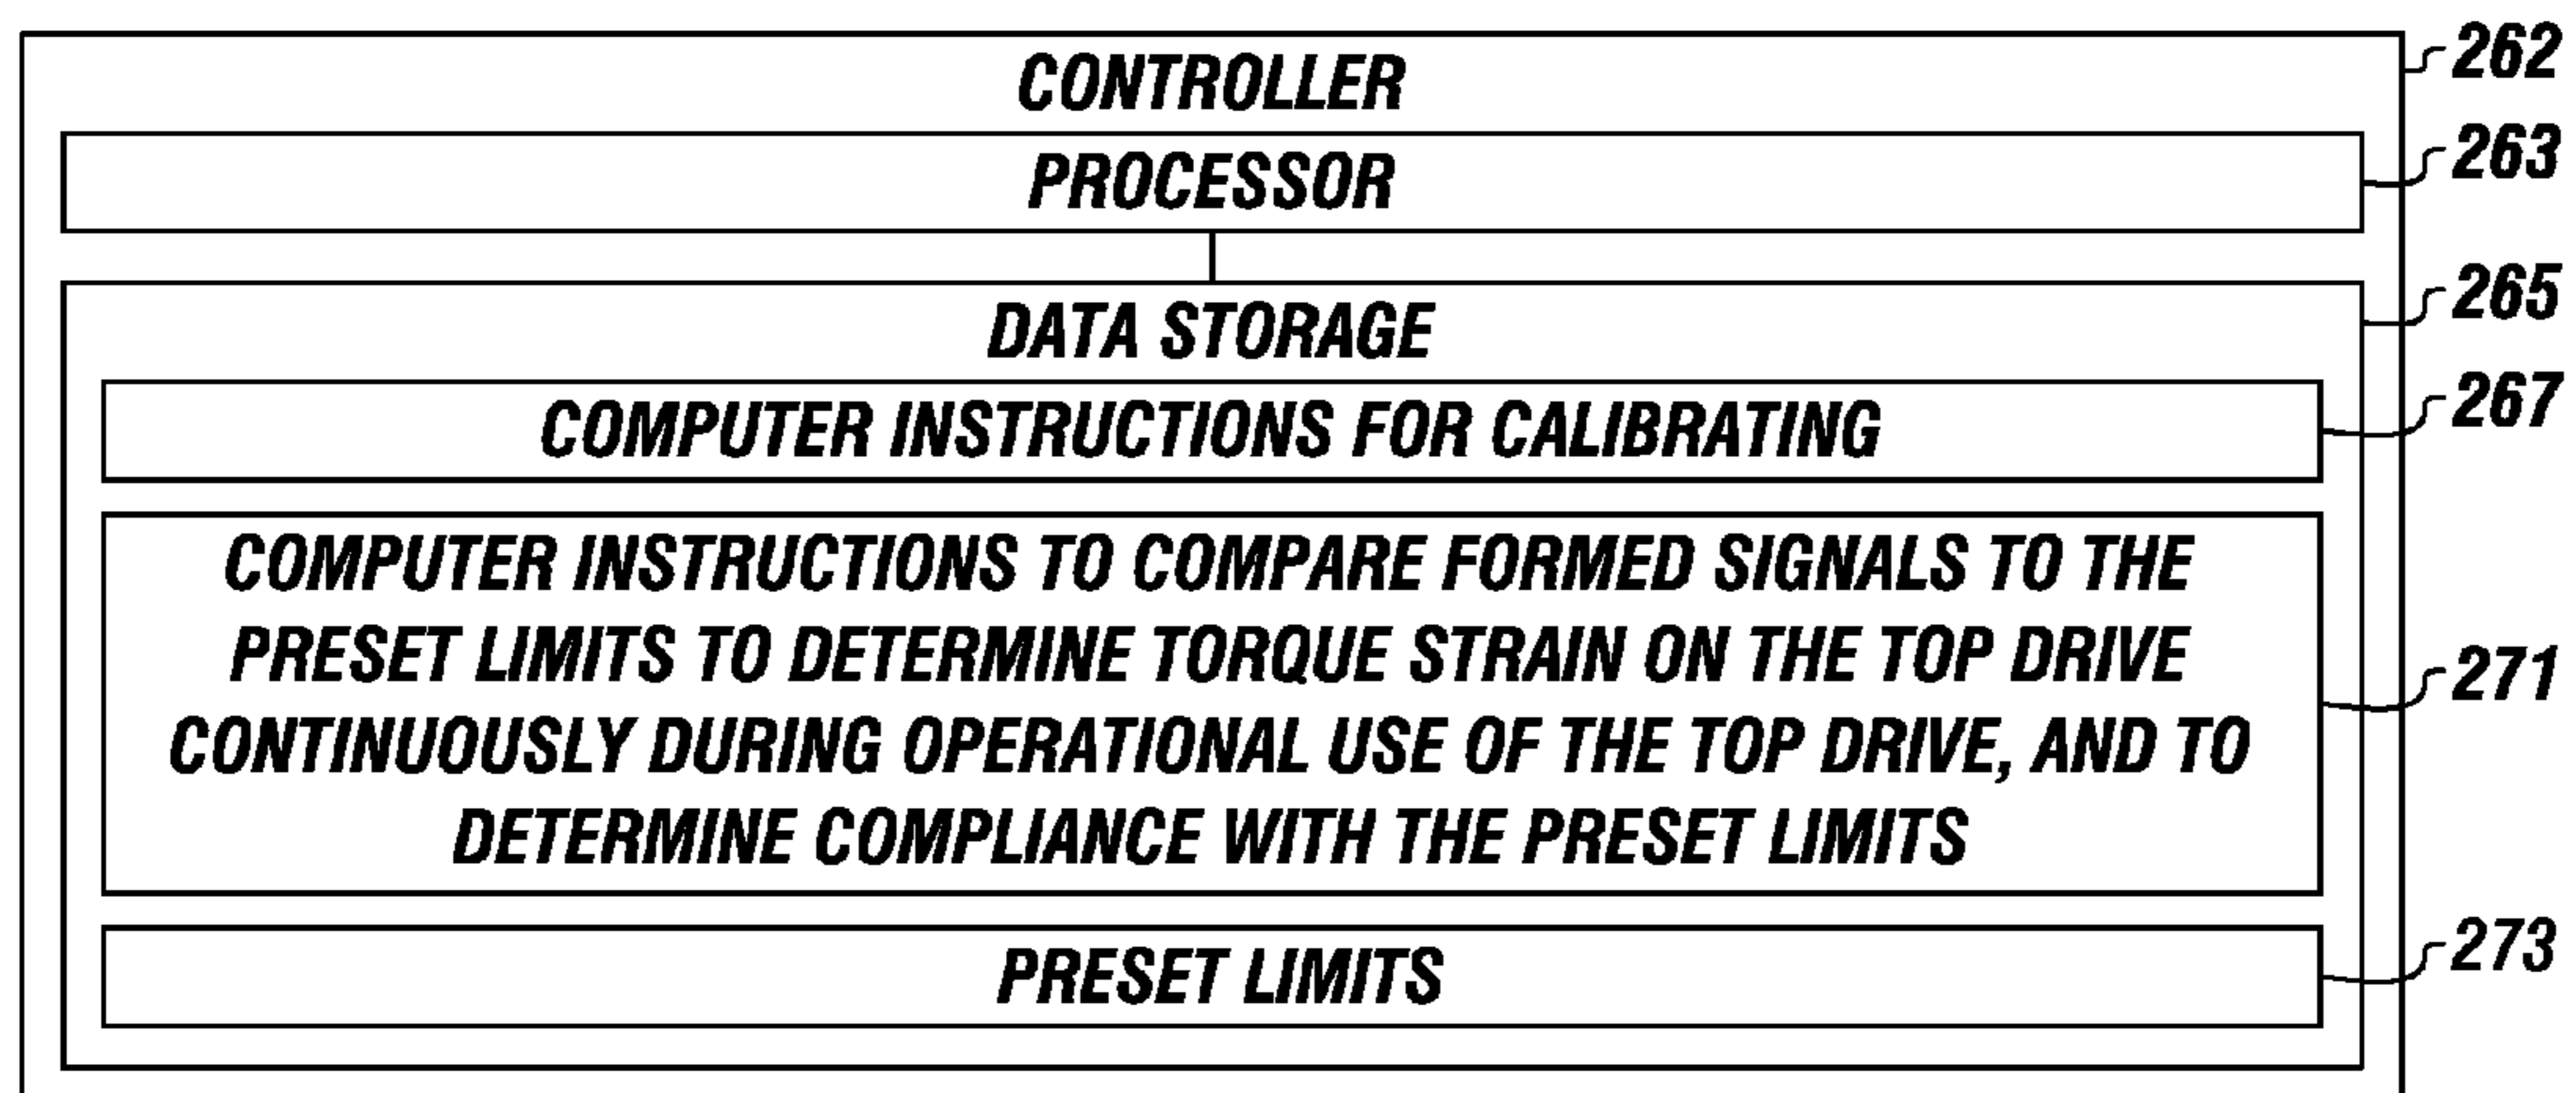 CONTROLLER
262
PROCESSOR
263
DATA STORAGE
265
COMPUTER INSTRUCTIONS FOR CALIBRATING
267
COMPUTER INSTRUCTIONS TO COMPARE FORMED SIGNALS TO THE
PRESET LIMITS TO DETERMINE TORQUE STRAIN ON THE TOP DRIVE
CONTINUOUSLY DURING OPERATIONAL USE OF THE TOP DRIVE, AND TO
DETERMINE COMPLIANCE WITH THE PRESET LIMITS
271
PRESET LIMITS
273